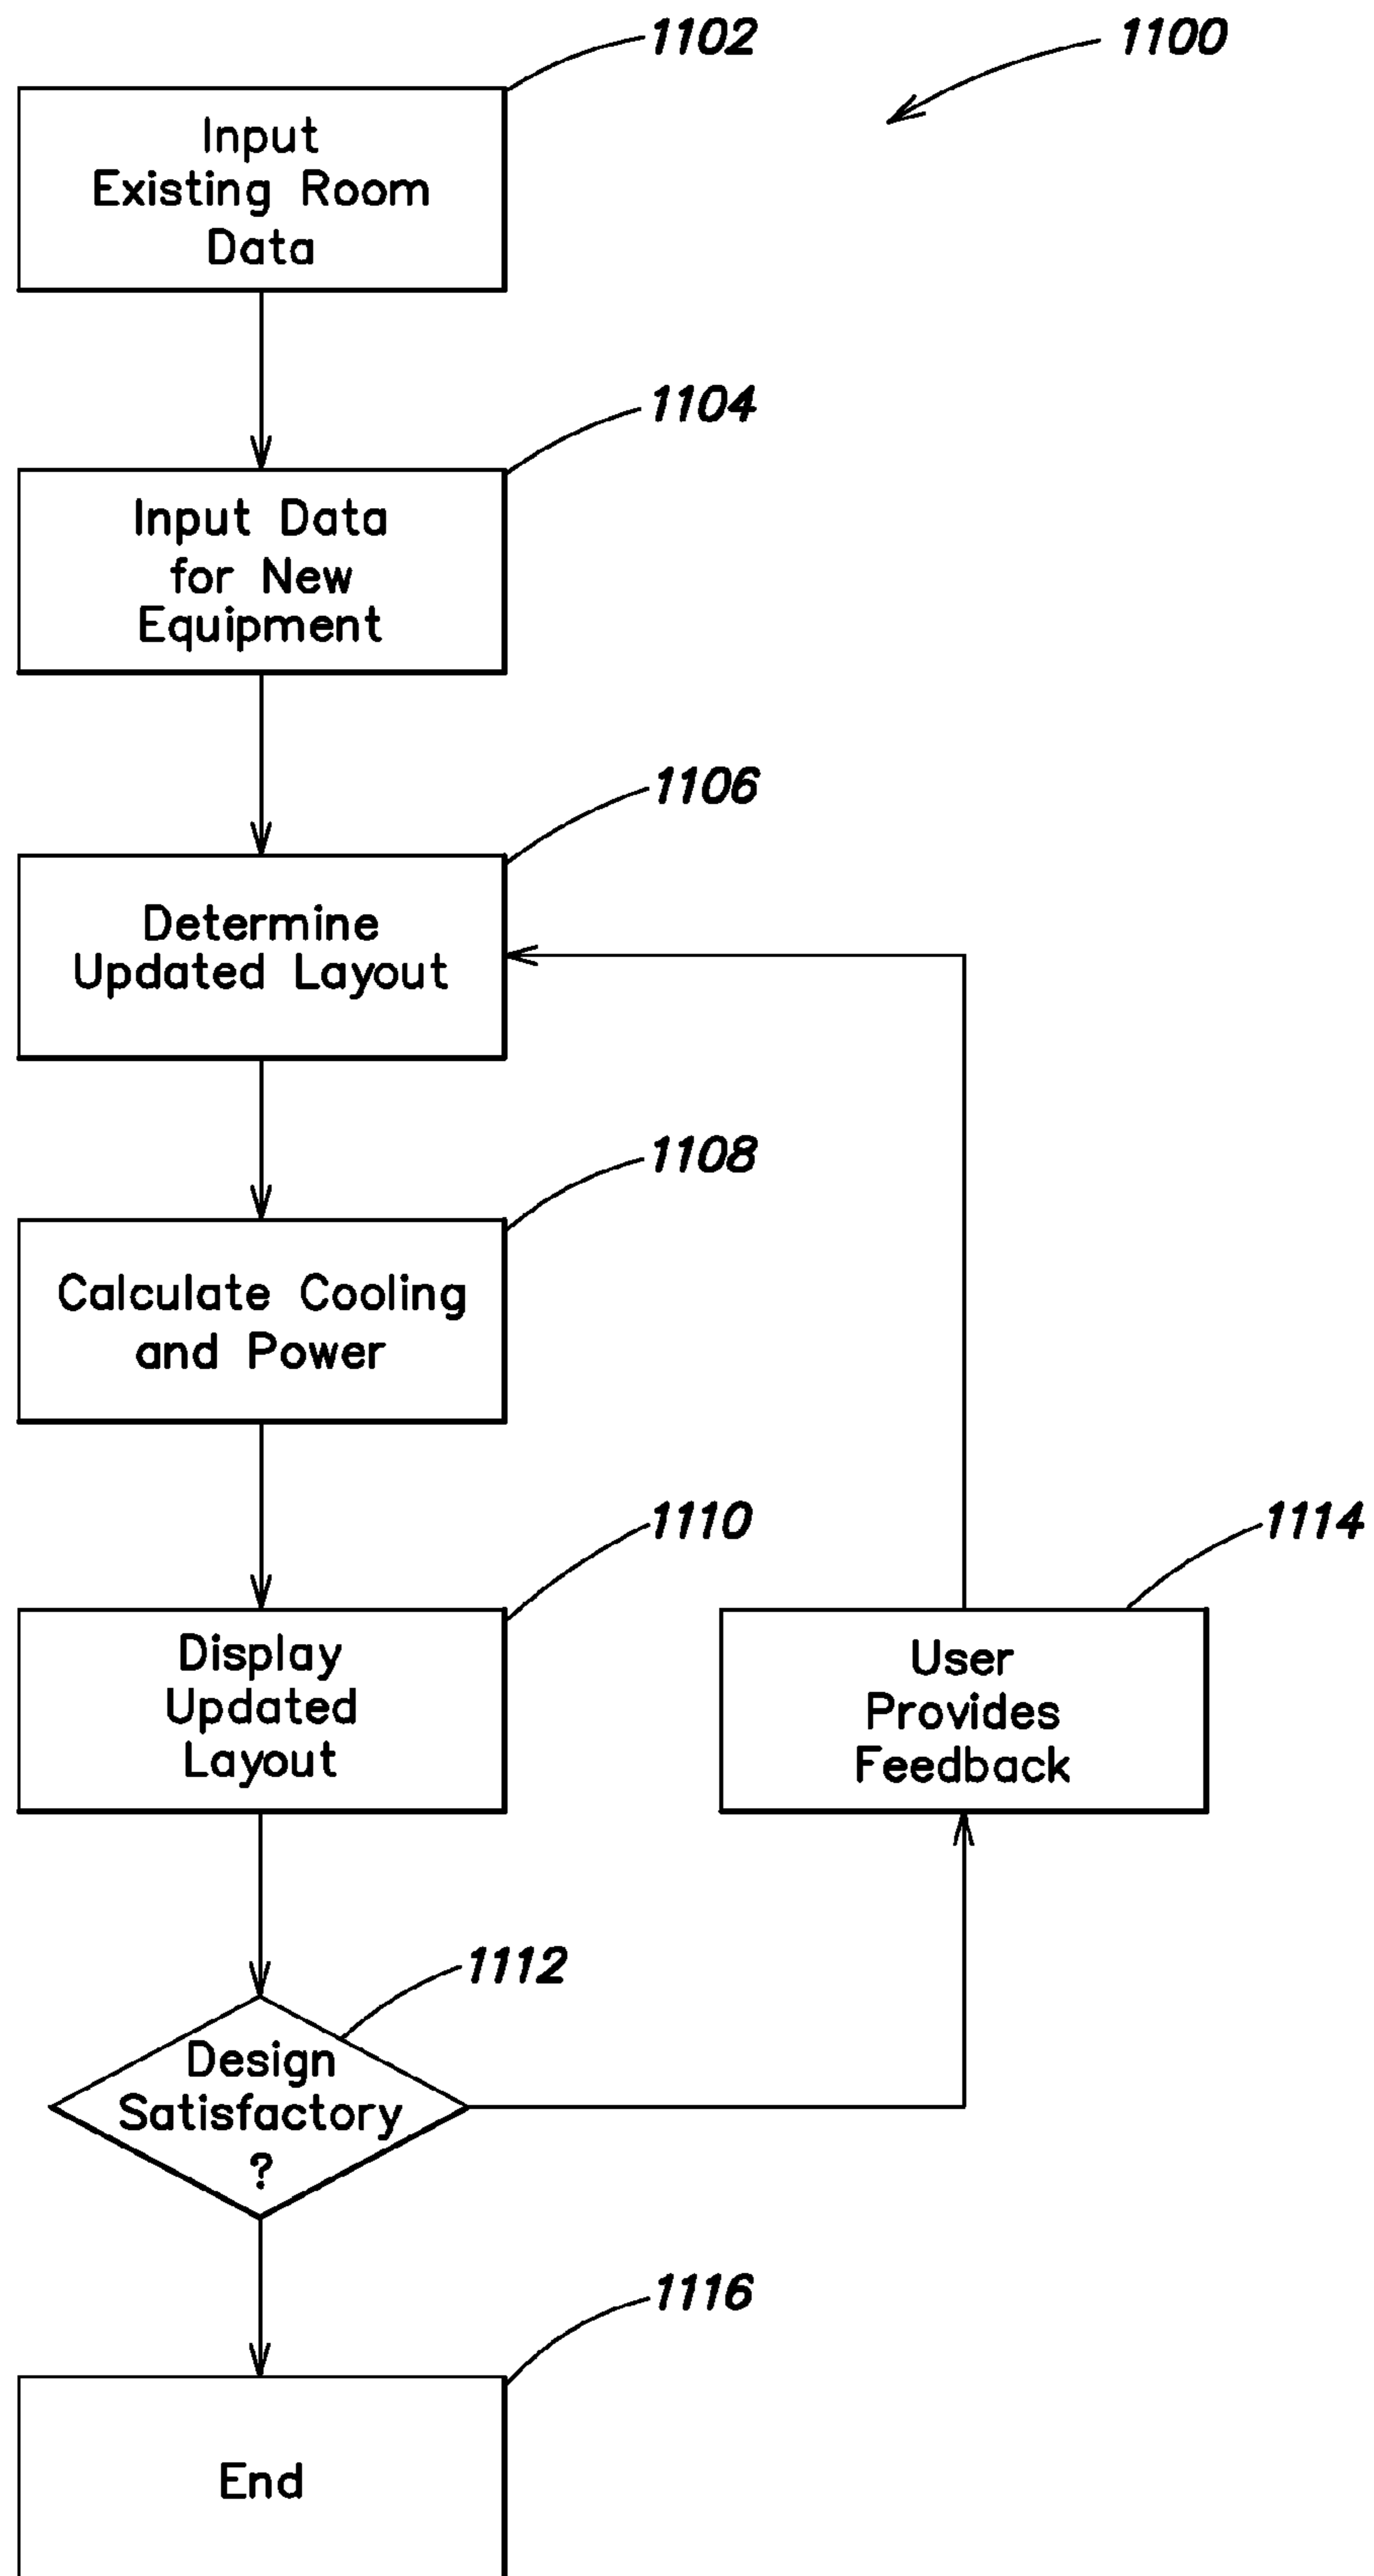 1102
1100
Input
Existing Room
Data
1104
Input Data
for New
Equipment
1106
Determine
Updated Layout
1108
Calculate Cooling
and Power
1110
Display
Updated
Layout
1114
User
Provides
Feedback
1112
Design
Satisfactory
?
1116
End